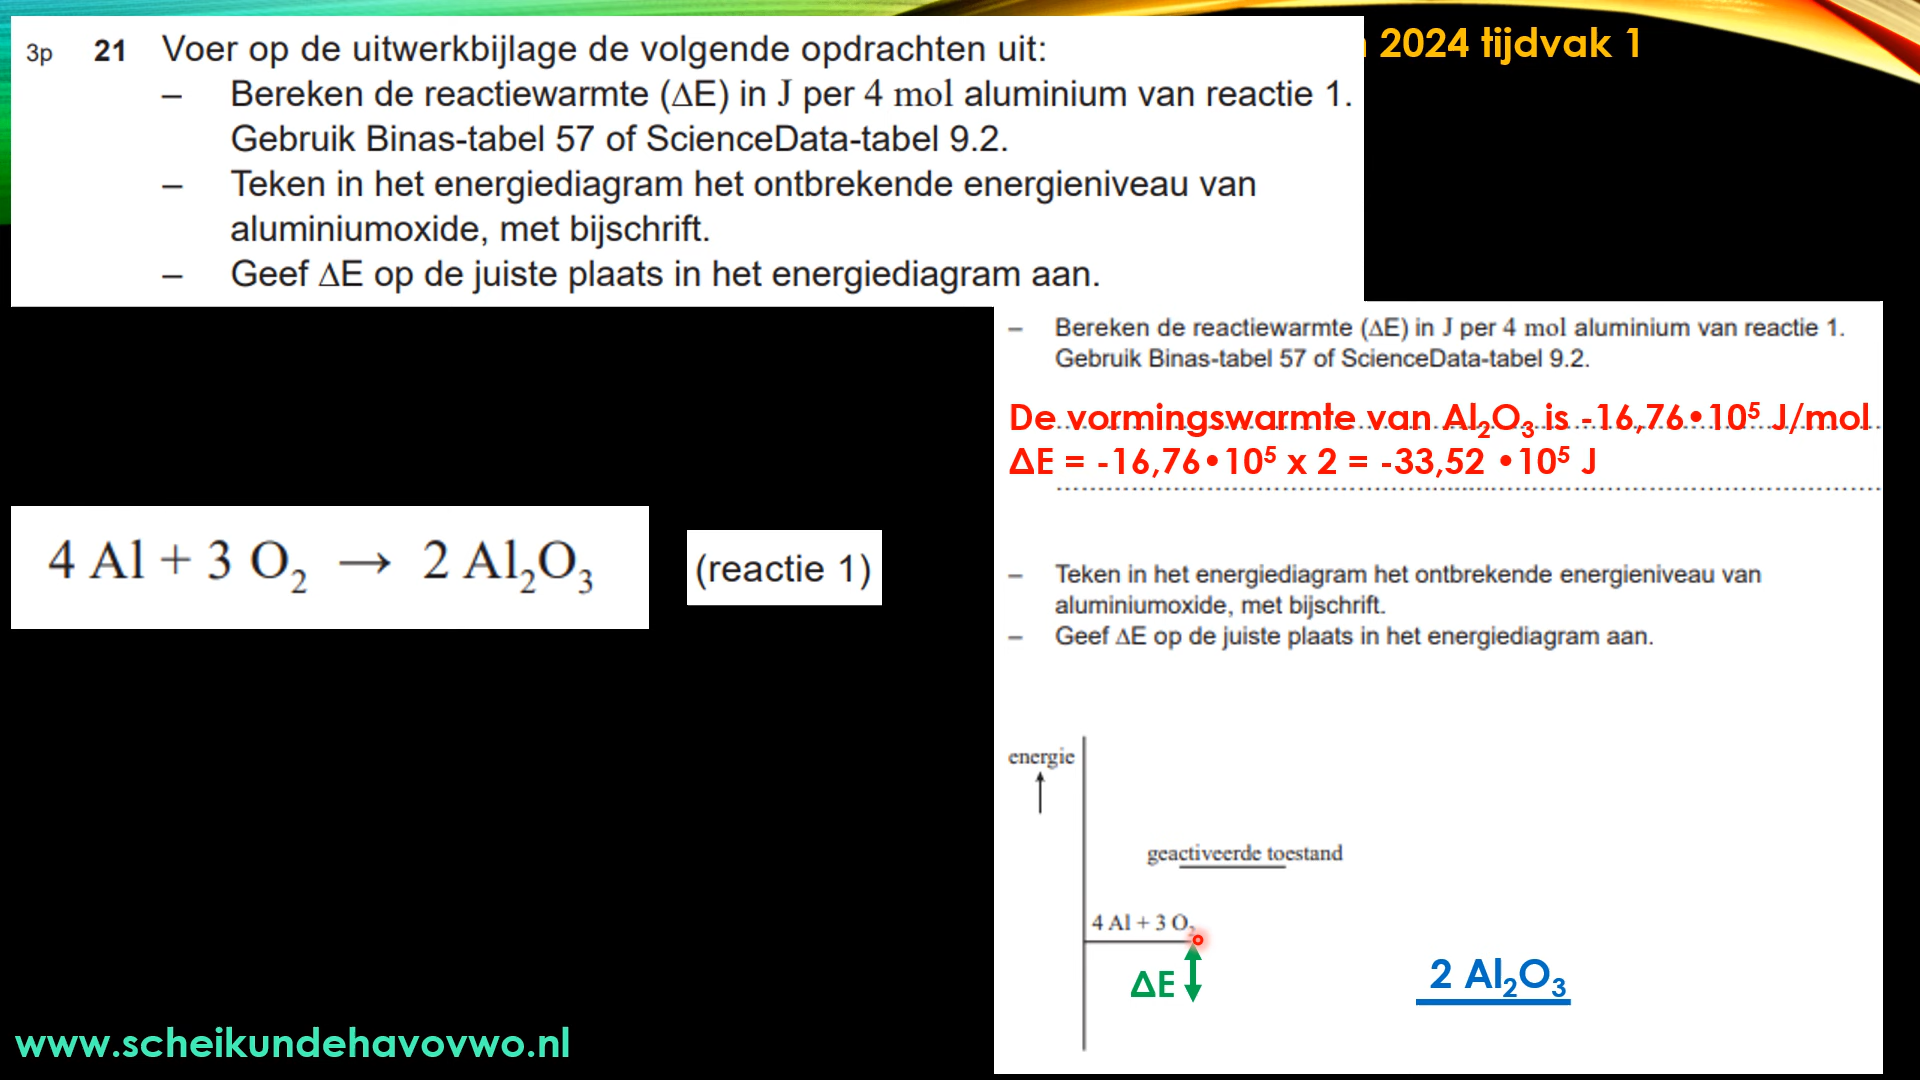 2024 tijdvak 1
3p 21 Voer op de uitwerkbijlage de volgende opdrachten uit:
– Bereken de reactiewarmte (ΔE) in J per 4 mol aluminium van reactie 1.
Gebruik Binas-tabel 57 of ScienceData-tabel 9.2.
– Teken in het energiediagram het ontbrekende energieniveau van
aluminiumoxide, met bijschrift.
– Geef ΔE op de juiste plaats in het energiediagram aan.
– Bereken de reactiewarmte (ΔE) in J per 4 mol aluminium van reactie 1.
Gebruik Binas-tabel 57 of ScienceData-tabel 9.2.
De vormingswarmte van Al₂O₃ is -16,76•10⁵ J/mol
ΔE = -16,76•10⁵ x 2 = -33,52 •10⁵ J
4 Al + 3 O₂ → 2 Al₂O₃
(reactie 1)
– Teken in het energiediagram het ontbrekende energieniveau van
aluminiumoxide, met bijschrift.
– Geef ΔE op de juiste plaats in het energiediagram aan.
energie
geactiveerde toestand
4 Al + 3 O₂
ΔE
2 Al₂O₃
www.scheikundehavovwo.nl